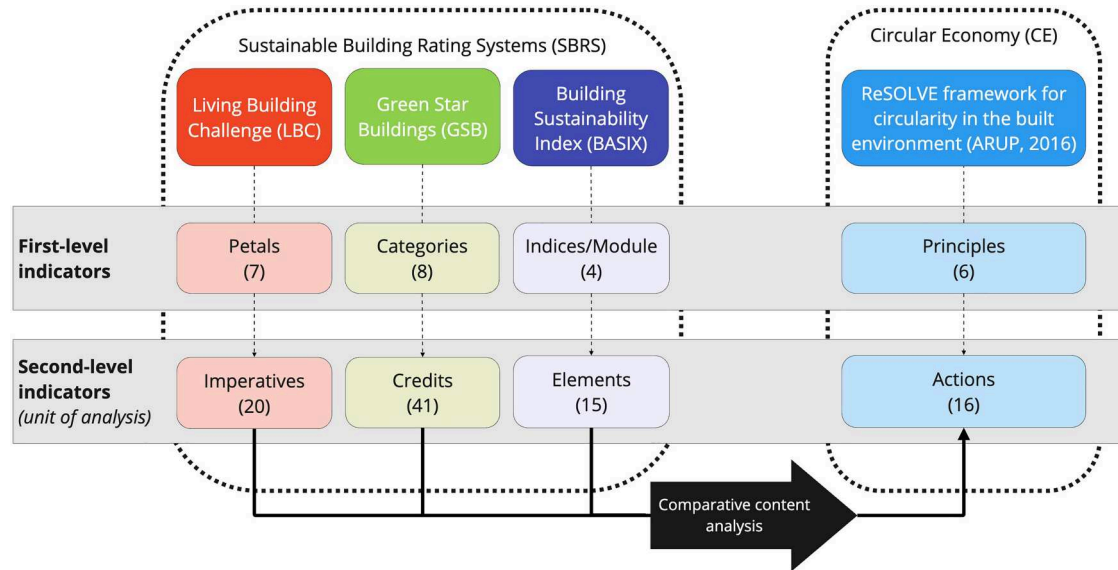 Sustainable Building Rating Systems (SBRS)
Circular Economy (CE)
Living Building
Challenge (LBC)
Green Star
Buildings (GSB)
Building
Sustainability
Index (BASIX)
ReSOLVE framework for
circularity in the built
environment (ARUP, 2016)
First-level
indicators
Petals
(7)
Categories
(8)
Indices/Module
(4)
Principles
(6)
Second-level
indicators
(unit of analysis)
Imperatives
(20)
Credits
(41)
Elements
(15)
Actions
(16)
Comparative content
analysis